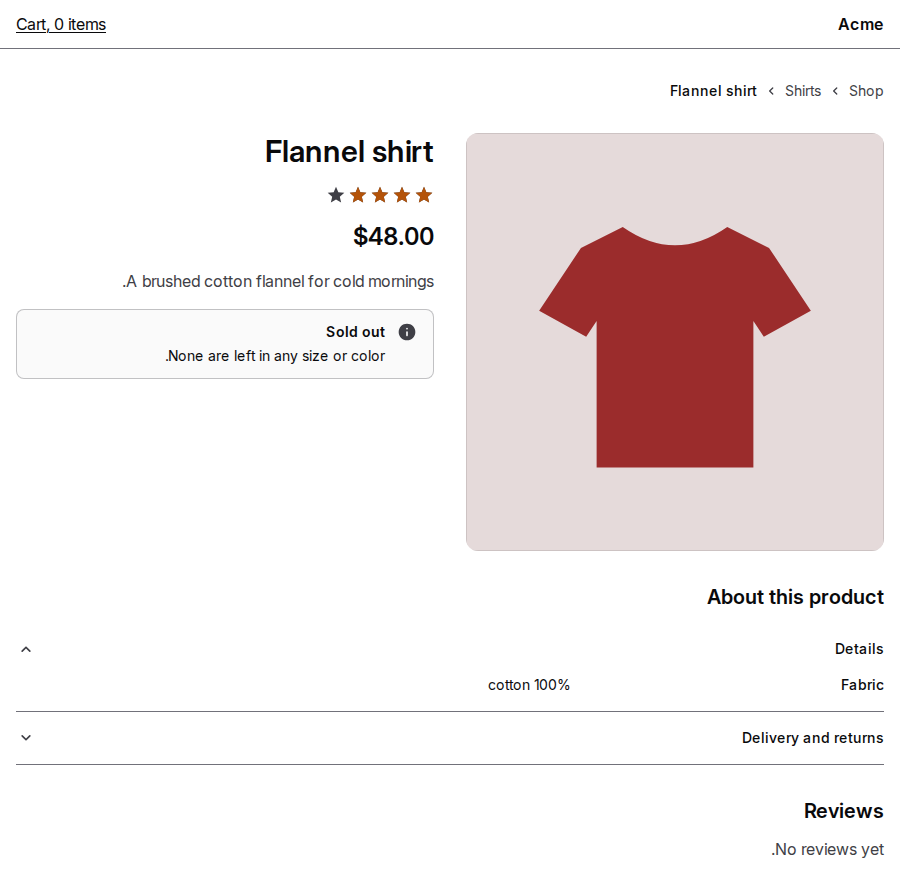 Acme
Cart, 0 items
Shop › Shirts › Flannel shirt
Flannel shirt
$48.00
A brushed cotton flannel for cold mornings.
Sold out
None are left in any size or color.
About this product
Details
Fabric
100% cotton
Delivery and returns
Reviews
No reviews yet.